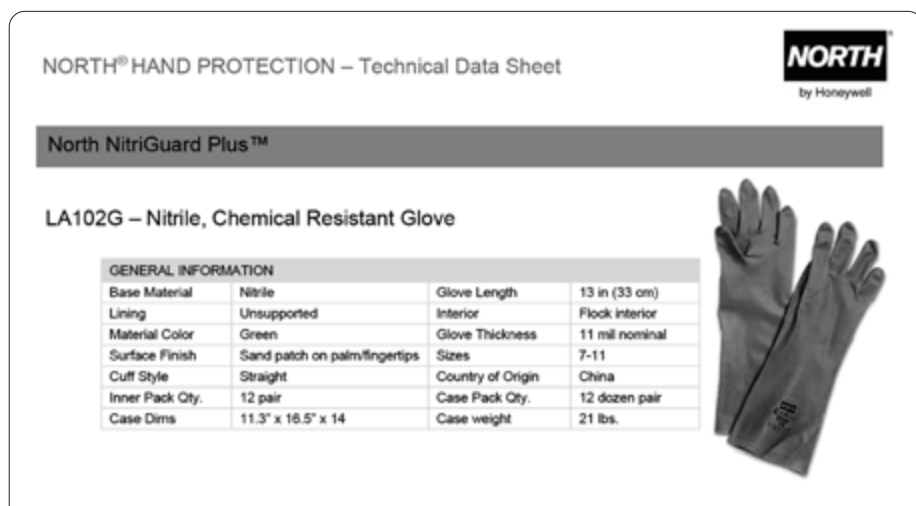 NORTH® HAND PROTECTION – Technical Data Sheet
NORTH®
by Honeywell
North NitriGuard Plus™
LA102G – Nitrile, Chemical Resistant Glove
GENERAL INFORMATION
Base Material Nitrile Glove Length 13 in (33 cm)
Lining Unsupported Interior Flock interior
Material Color Green Glove Thickness 11 mil nominal
Surface Finish Sand patch on palm/fingertips Sizes 7-11
Cuff Style Straight Country of Origin China
Inner Pack Qty. 12 pair Case Pack Qty. 12 dozen pair
Case Dims 11.3" x 16.5" x 14 Case weight 21 lbs.
NORTH